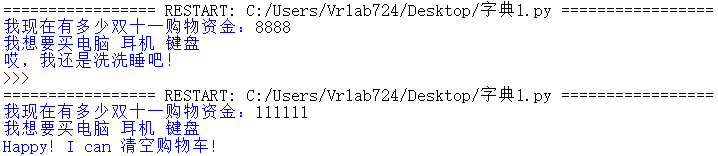 ================= RESTART: C:/Users/Vrlab724/Desktop/字典1.py =================
我现在有多少双十一购物资金：8888
我想要买电脑 耳机 键盘
哎，我还是洗洗睡吧！
>>>
================= RESTART: C:/Users/Vrlab724/Desktop/字典1.py =================
我现在有多少双十一购物资金：111111
我想要买电脑 耳机 键盘
Happy! I can 清空购物车!